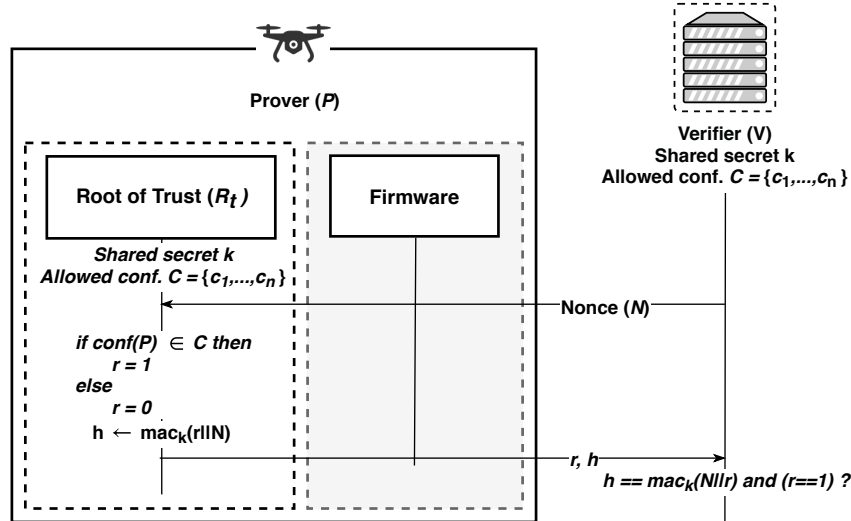 Prover (P)
Verifier (V)
Shared secret k
Allowed conf. C = {c1,...,cn}
Root of Trust (Rt)
Firmware
Shared secret k
Allowed conf. C = {c1,...,cn}
Nonce (N)
if conf(P) ∈ C then
r = 1
else
r = 0
h ← mack(r||N)
r, h
h == mack(N||r) and (r==1) ?